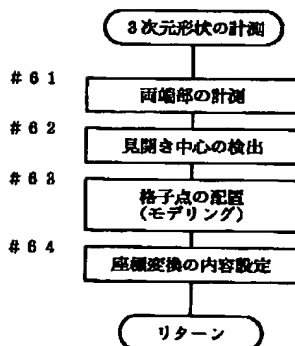 3次元形状の計測
#61
両端部の計測
#62
見開き中心の検出
#63
格子点の配置
(モデリング)
#64
座標変換の内容設定
リターン